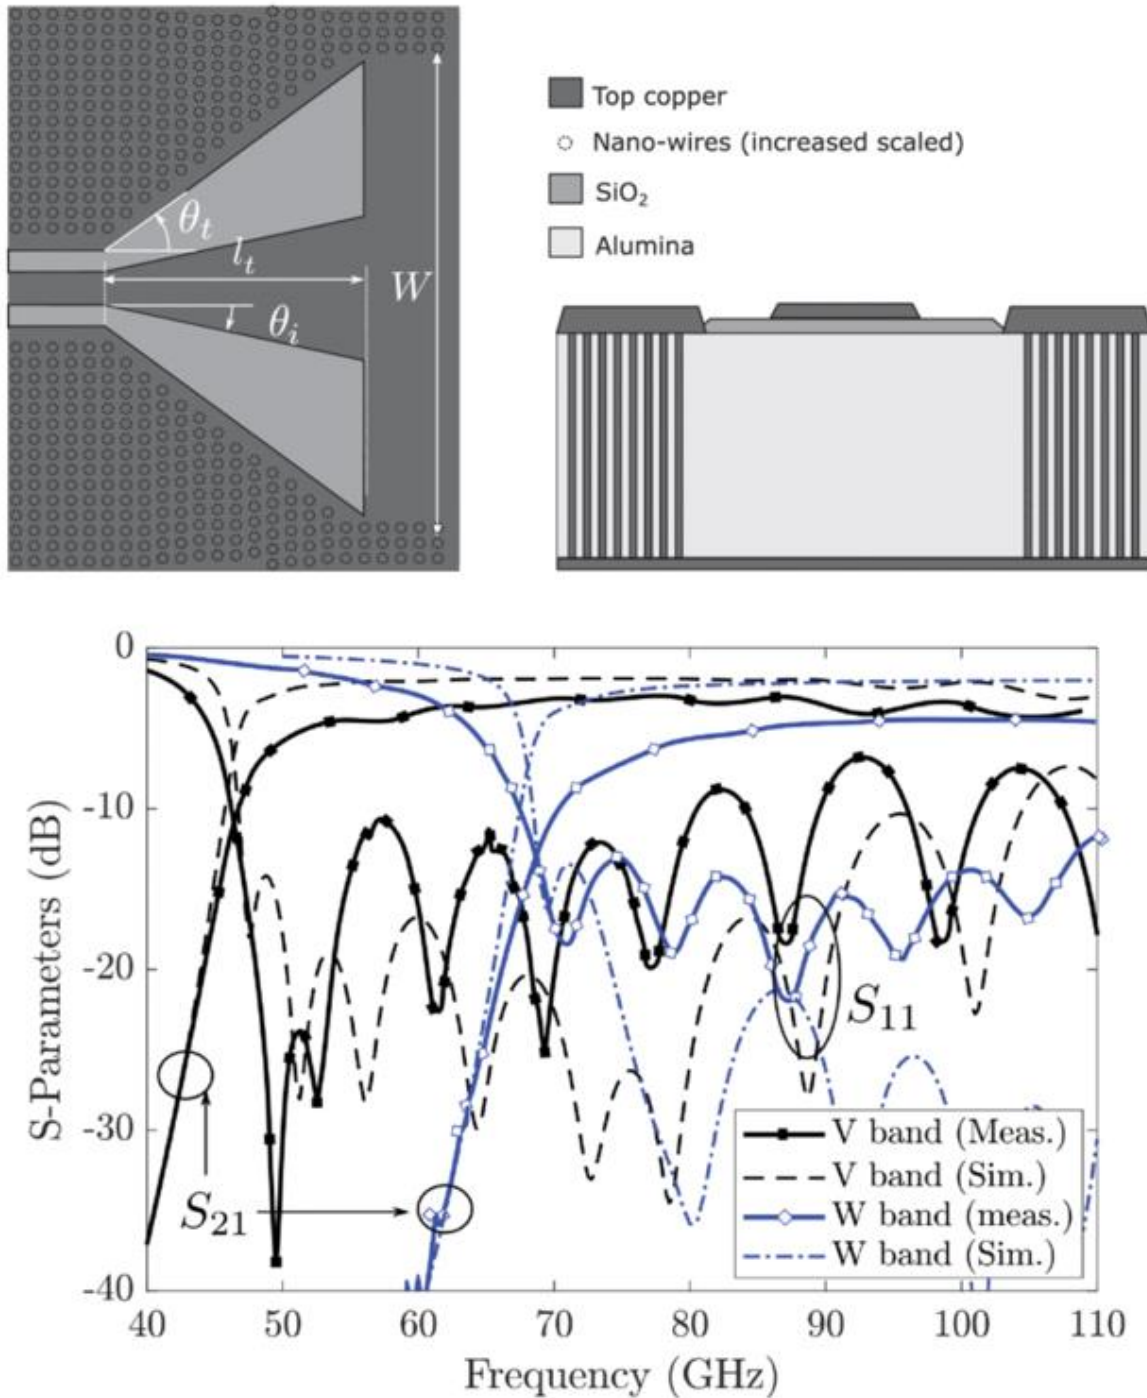 θt
lt
W
θi
Top copper
Nano-wires (increased scaled)
SiO2
Alumina
S-Parameters (dB)
0
-10
-20
-30
-40
S11
S21
V band (Meas.)
V band (Sim.)
W band (meas.)
W band (Sim.)
40 50 60 70 80 90 100 110
Frequency (GHz)